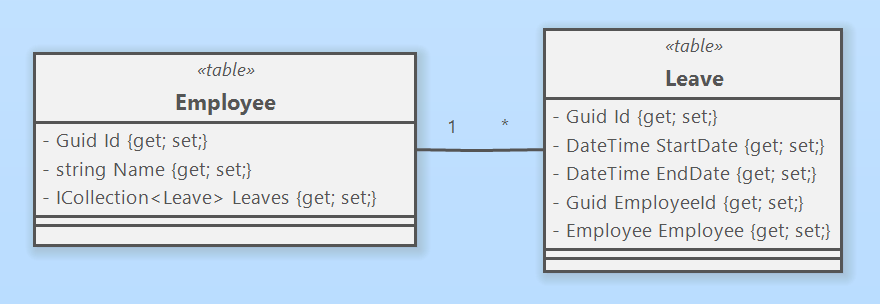 «table»
Employee
- Guid Id {get; set;}
- string Name {get; set;}
- ICollection<Leave> Leaves {get; set;}
1 *
«table»
Leave
- Guid Id {get; set;}
- DateTime StartDate {get; set;}
- DateTime EndDate {get; set;}
- Guid EmployeeId {get; set;}
- Employee Employee {get; set;}